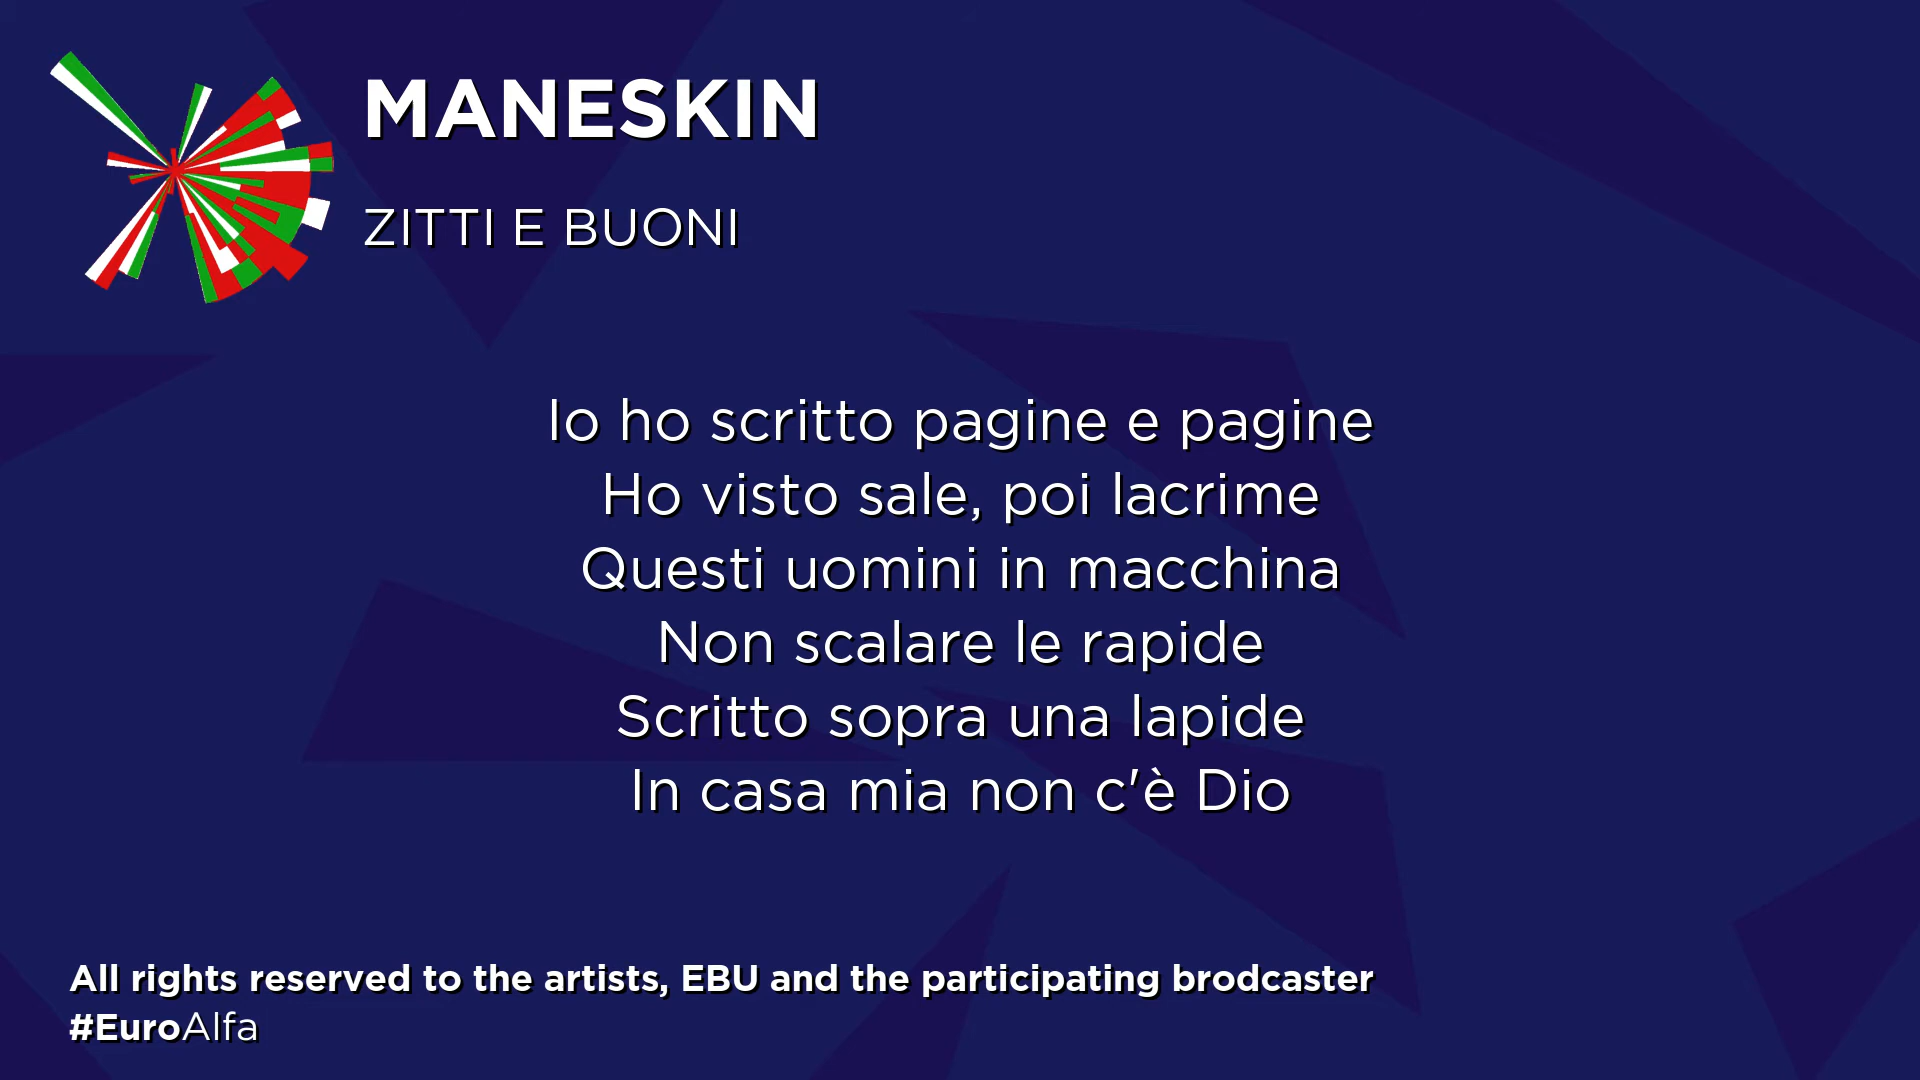 MANESKIN
ZITTI E BUONI
Io ho scritto pagine e pagine
Ho visto sale, poi lacrime
Questi uomini in macchina
Non scalare le rapide
Scritto sopra una lapide
In casa mia non c'è Dio
All rights reserved to the artists, EBU and the participating brodcaster
#EuroAlfa